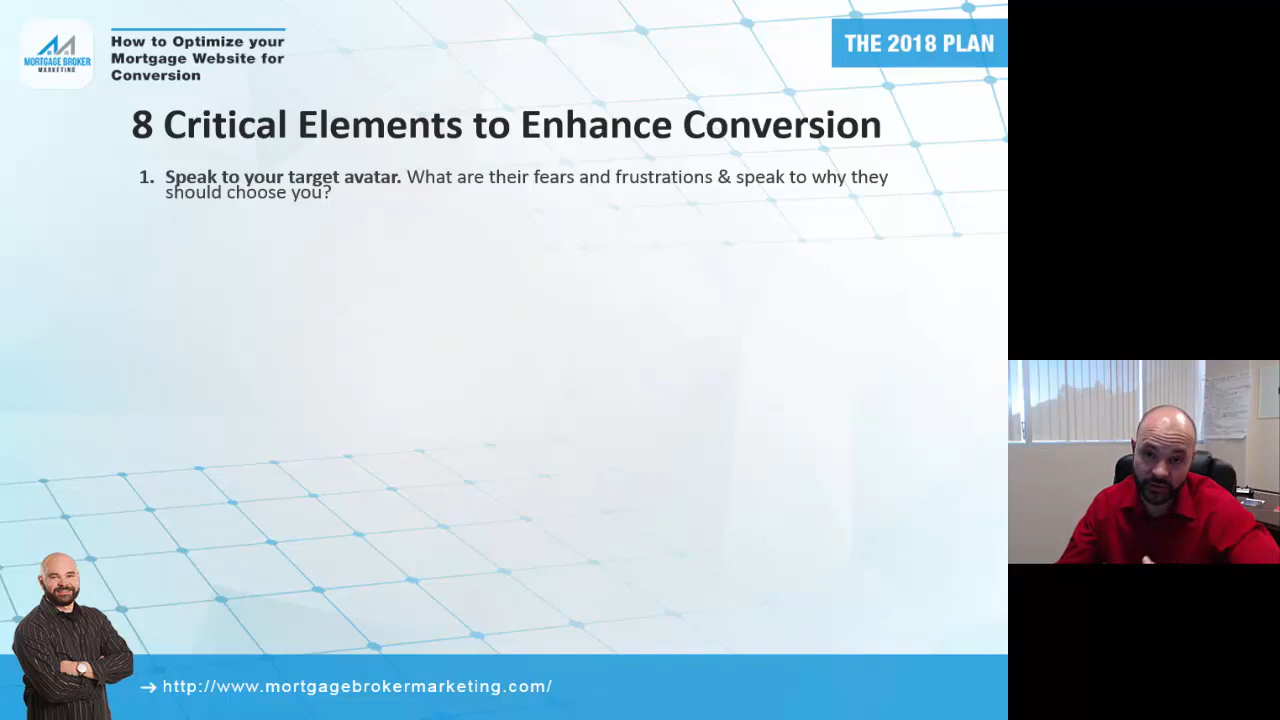 MORTGAGE BROKER
MARKETING
How to Optimize your
Mortgage Website for
Conversion
THE 2018 PLAN
8 Critical Elements to Enhance Conversion
1. Speak to your target avatar. What are their fears and frustrations & speak to why they
should choose you?
http://www.mortgagebrokermarketing.com/